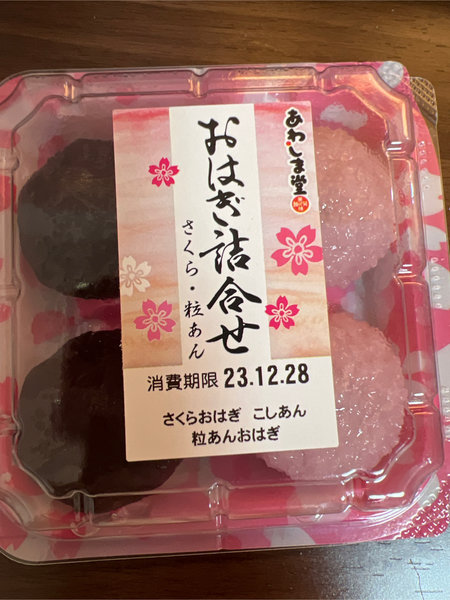 あわしま堂
おはぎ詰合せ
さくら・粒あん
消費期限 23.12.28
さくらおはぎ こしあん
粒あんおはぎ